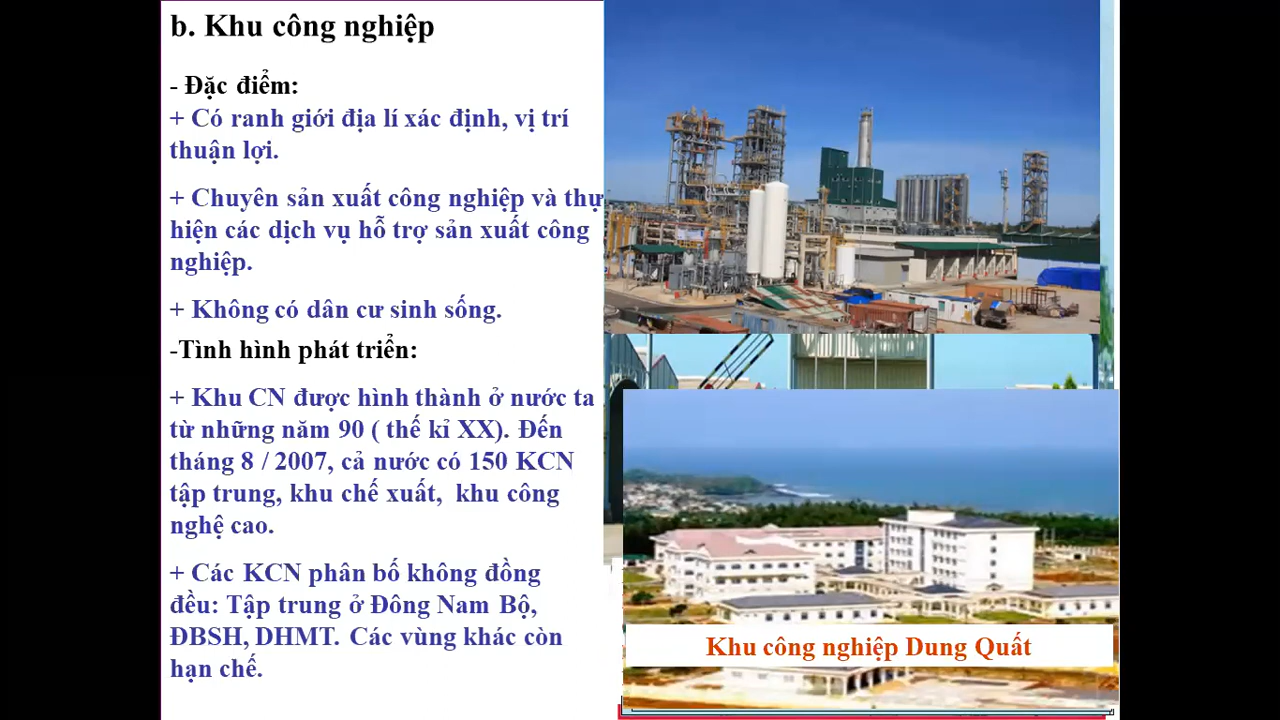 b. Khu công nghiệp
- Đặc điểm:
+ Có ranh giới địa lí xác định, vị trí
thuận lợi.
+ Chuyên sản xuất công nghiệp và thự
hiện các dịch vụ hỗ trợ sản xuất công
nghiệp.
+ Không có dân cư sinh sống.
-Tình hình phát triển:
+ Khu CN được hình thành ở nước ta
từ những năm 90 ( thế kỉ XX). Đến
tháng 8 / 2007, cả nước có 150 KCN
tập trung, khu chế xuất, khu công
nghệ cao.
+ Các KCN phân bố không đồng
đều: Tập trung ở Đông Nam Bộ,
ĐBSH, DHMT. Các vùng khác còn
hạn chế.
Khu công nghiệp Dung Quất